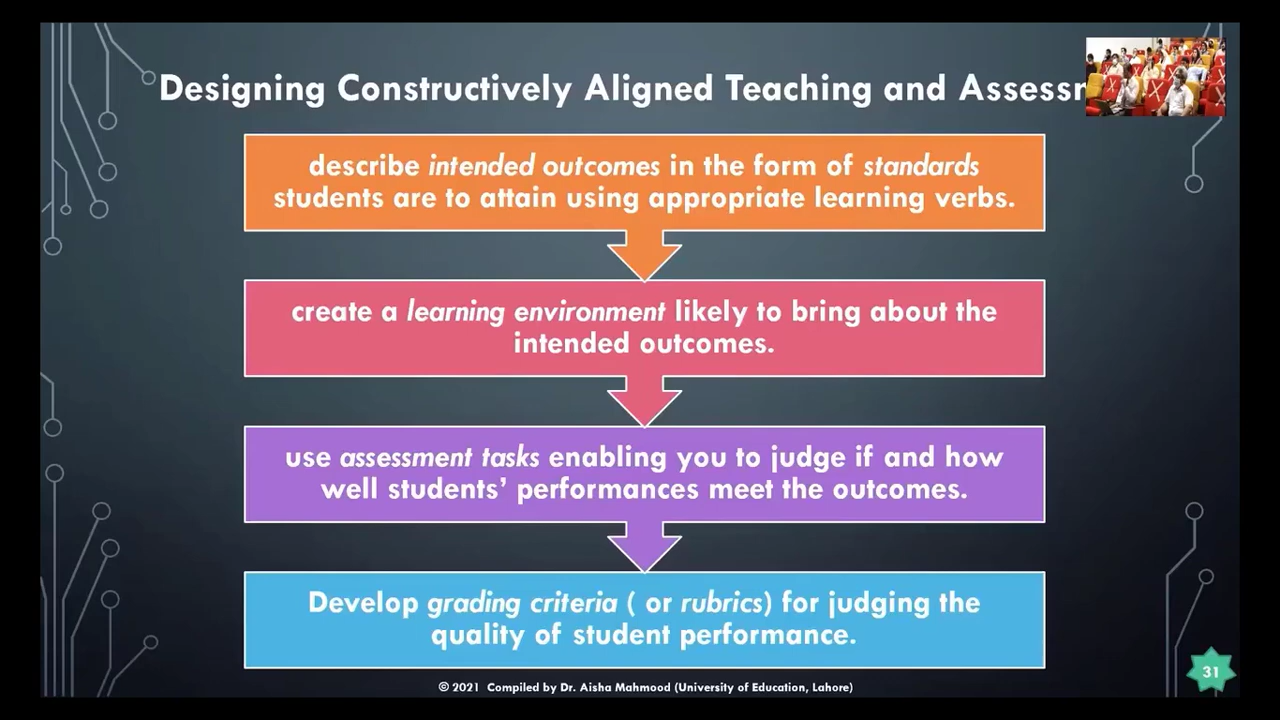 Designing Constructively Aligned Teaching and
describe intended outcomes in the form of standards
students are to attain using appropriate learning verbs.
create a learning environment likely to bring about the
intended outcomes.
use assessment tasks enabling you to judge if and how
well students’ performances meet the outcomes.
Develop grading criteria ( or rubrics) for judging the
quality of student performance.
© 2021 Compiled by Dr. Aisha Mahmood (University of Education, Lahore)
31